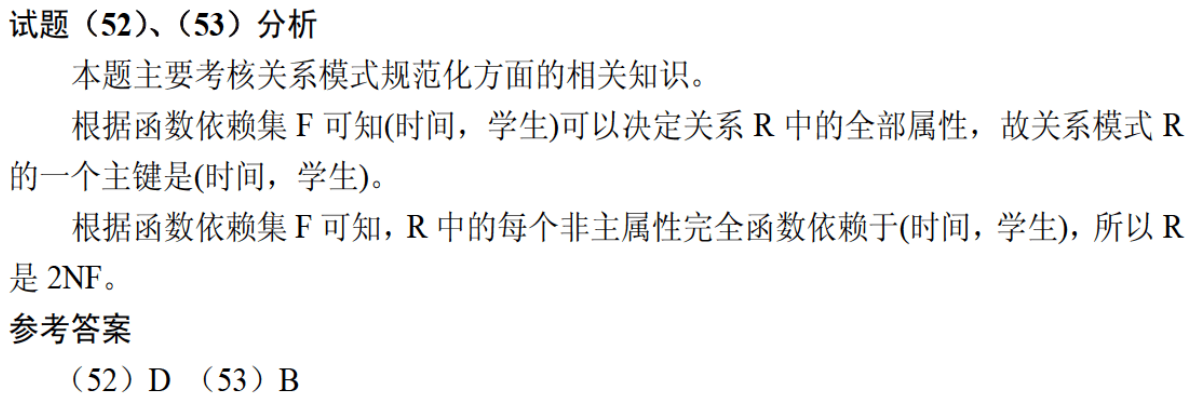 试题（52）、（53）分析
本题主要考核关系模式规范化方面的相关知识。
根据函数依赖集 F 可知(时间，学生)可以决定关系 R 中的全部属性，故关系模式 R
的一个主键是(时间，学生)。
根据函数依赖集 F 可知，R 中的每个非主属性完全函数依赖于(时间，学生)，所以 R
是 2NF。
参考答案
（52）D （53）B